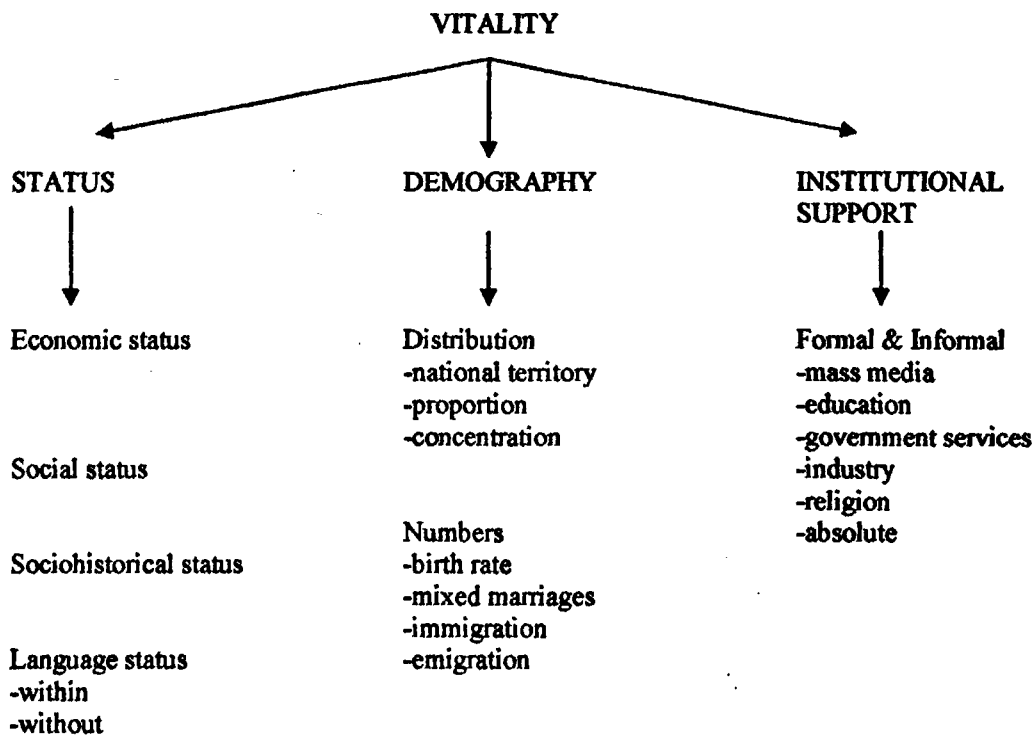 VITALITY
STATUS
Economic status
Social status
Sociohistorical status
Language status
-within
-without
DEMOGRAPHY
Distribution
-national territory
-proportion
-concentration
Numbers
-birth rate
-mixed marriages
-immigration
-emigration
INSTITUTIONAL
SUPPORT
Formal & Informal
-mass media
-education
-government services
-industry
-religion
-absolute